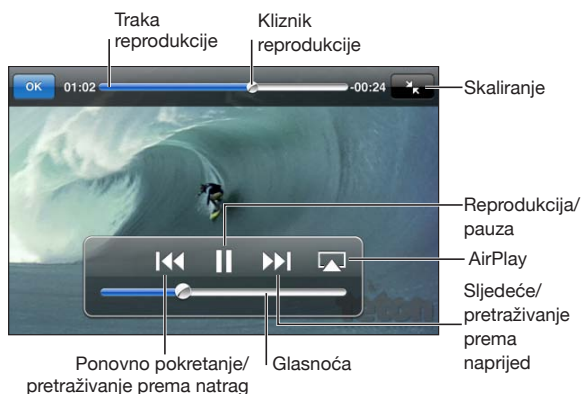 Traka
reprodukcije
Kliznik
reprodukcije
OK
01:02
-00:24
Skaliranje
Reprodukcija/
pauza
AirPlay
Sljedeće/
pretraživanje
prema
naprijed
Glasnoća
Ponovno pokretanje/
pretraživanje prema natrag
teton